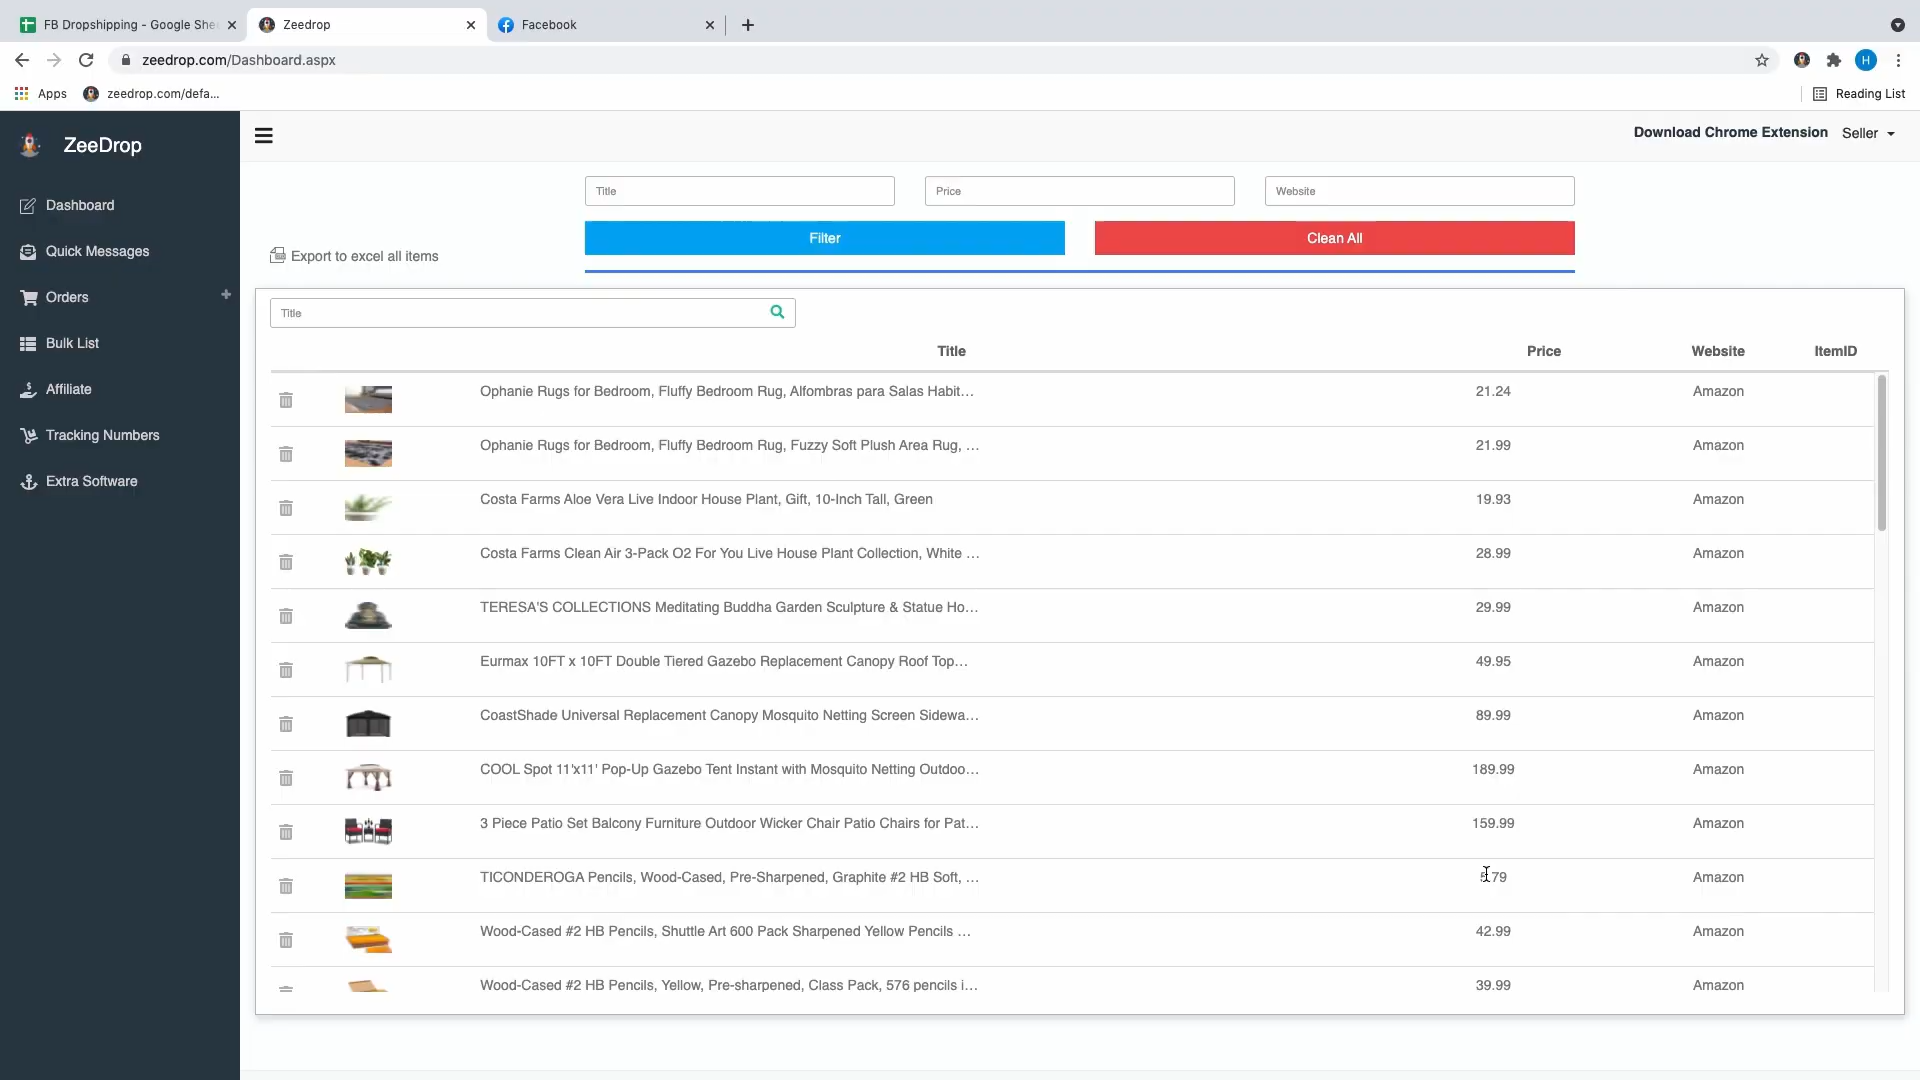 FB Dropshipping - Google She
Zeedrop
Facebook
zeedrop.com/Dashboard.aspx
H
Apps
zeedrop.com/defa...
Reading List
ZeeDrop
Download Chrome Extension
Seller
Dashboard
Quick Messages
Orders
Bulk List
Affiliate
Tracking Numbers
Extra Software
Title
Price
Website
Filter
Clean All
Export to excel all items
Title
Title Price Website ItemID
Ophanie Rugs for Bedroom, Fluffy Bedroom Rug, Alfombras para Salas Habit... 21.24 Amazon
Ophanie Rugs for Bedroom, Fluffy Bedroom Rug, Fuzzy Soft Plush Area Rug, ... 21.99 Amazon
Costa Farms Aloe Vera Live Indoor House Plant, Gift, 10-Inch Tall, Green 19.93 Amazon
Costa Farms Clean Air 3-Pack O2 For You Live House Plant Collection, White ... 28.99 Amazon
TERESA'S COLLECTIONS Meditating Buddha Garden Sculpture & Statue Ho... 29.99 Amazon
Eurmax 10FT x 10FT Double Tiered Gazebo Replacement Canopy Roof Top... 49.95 Amazon
CoastShade Universal Replacement Canopy Mosquito Netting Screen Sidewa... 89.99 Amazon
COOL Spot 11'x11' Pop-Up Gazebo Tent Instant with Mosquito Netting Outdoo... 189.99 Amazon
3 Piece Patio Set Balcony Furniture Outdoor Wicker Chair Patio Chairs for Pat... 159.99 Amazon
TICONDEROGA Pencils, Wood-Cased, Pre-Sharpened, Graphite #2 HB Soft, ... Amazon
Wood-Cased #2 HB Pencils, Shuttle Art 600 Pack Sharpened Yellow Pencils ... 42.99 Amazon
Wood-Cased #2 HB Pencils, Yellow, Pre-sharpened, Class Pack, 576 pencils i... 39.99 Amazon